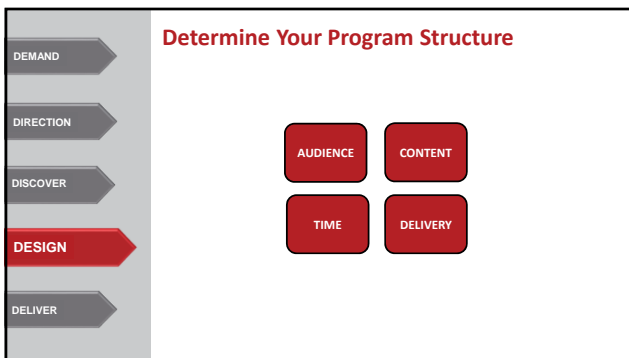 Determine Your Program Structure
DEMAND
DIRECTION
DISCOVER
DESIGN
DELIVER
AUDIENCE
CONTENT
TIME
DELIVERY